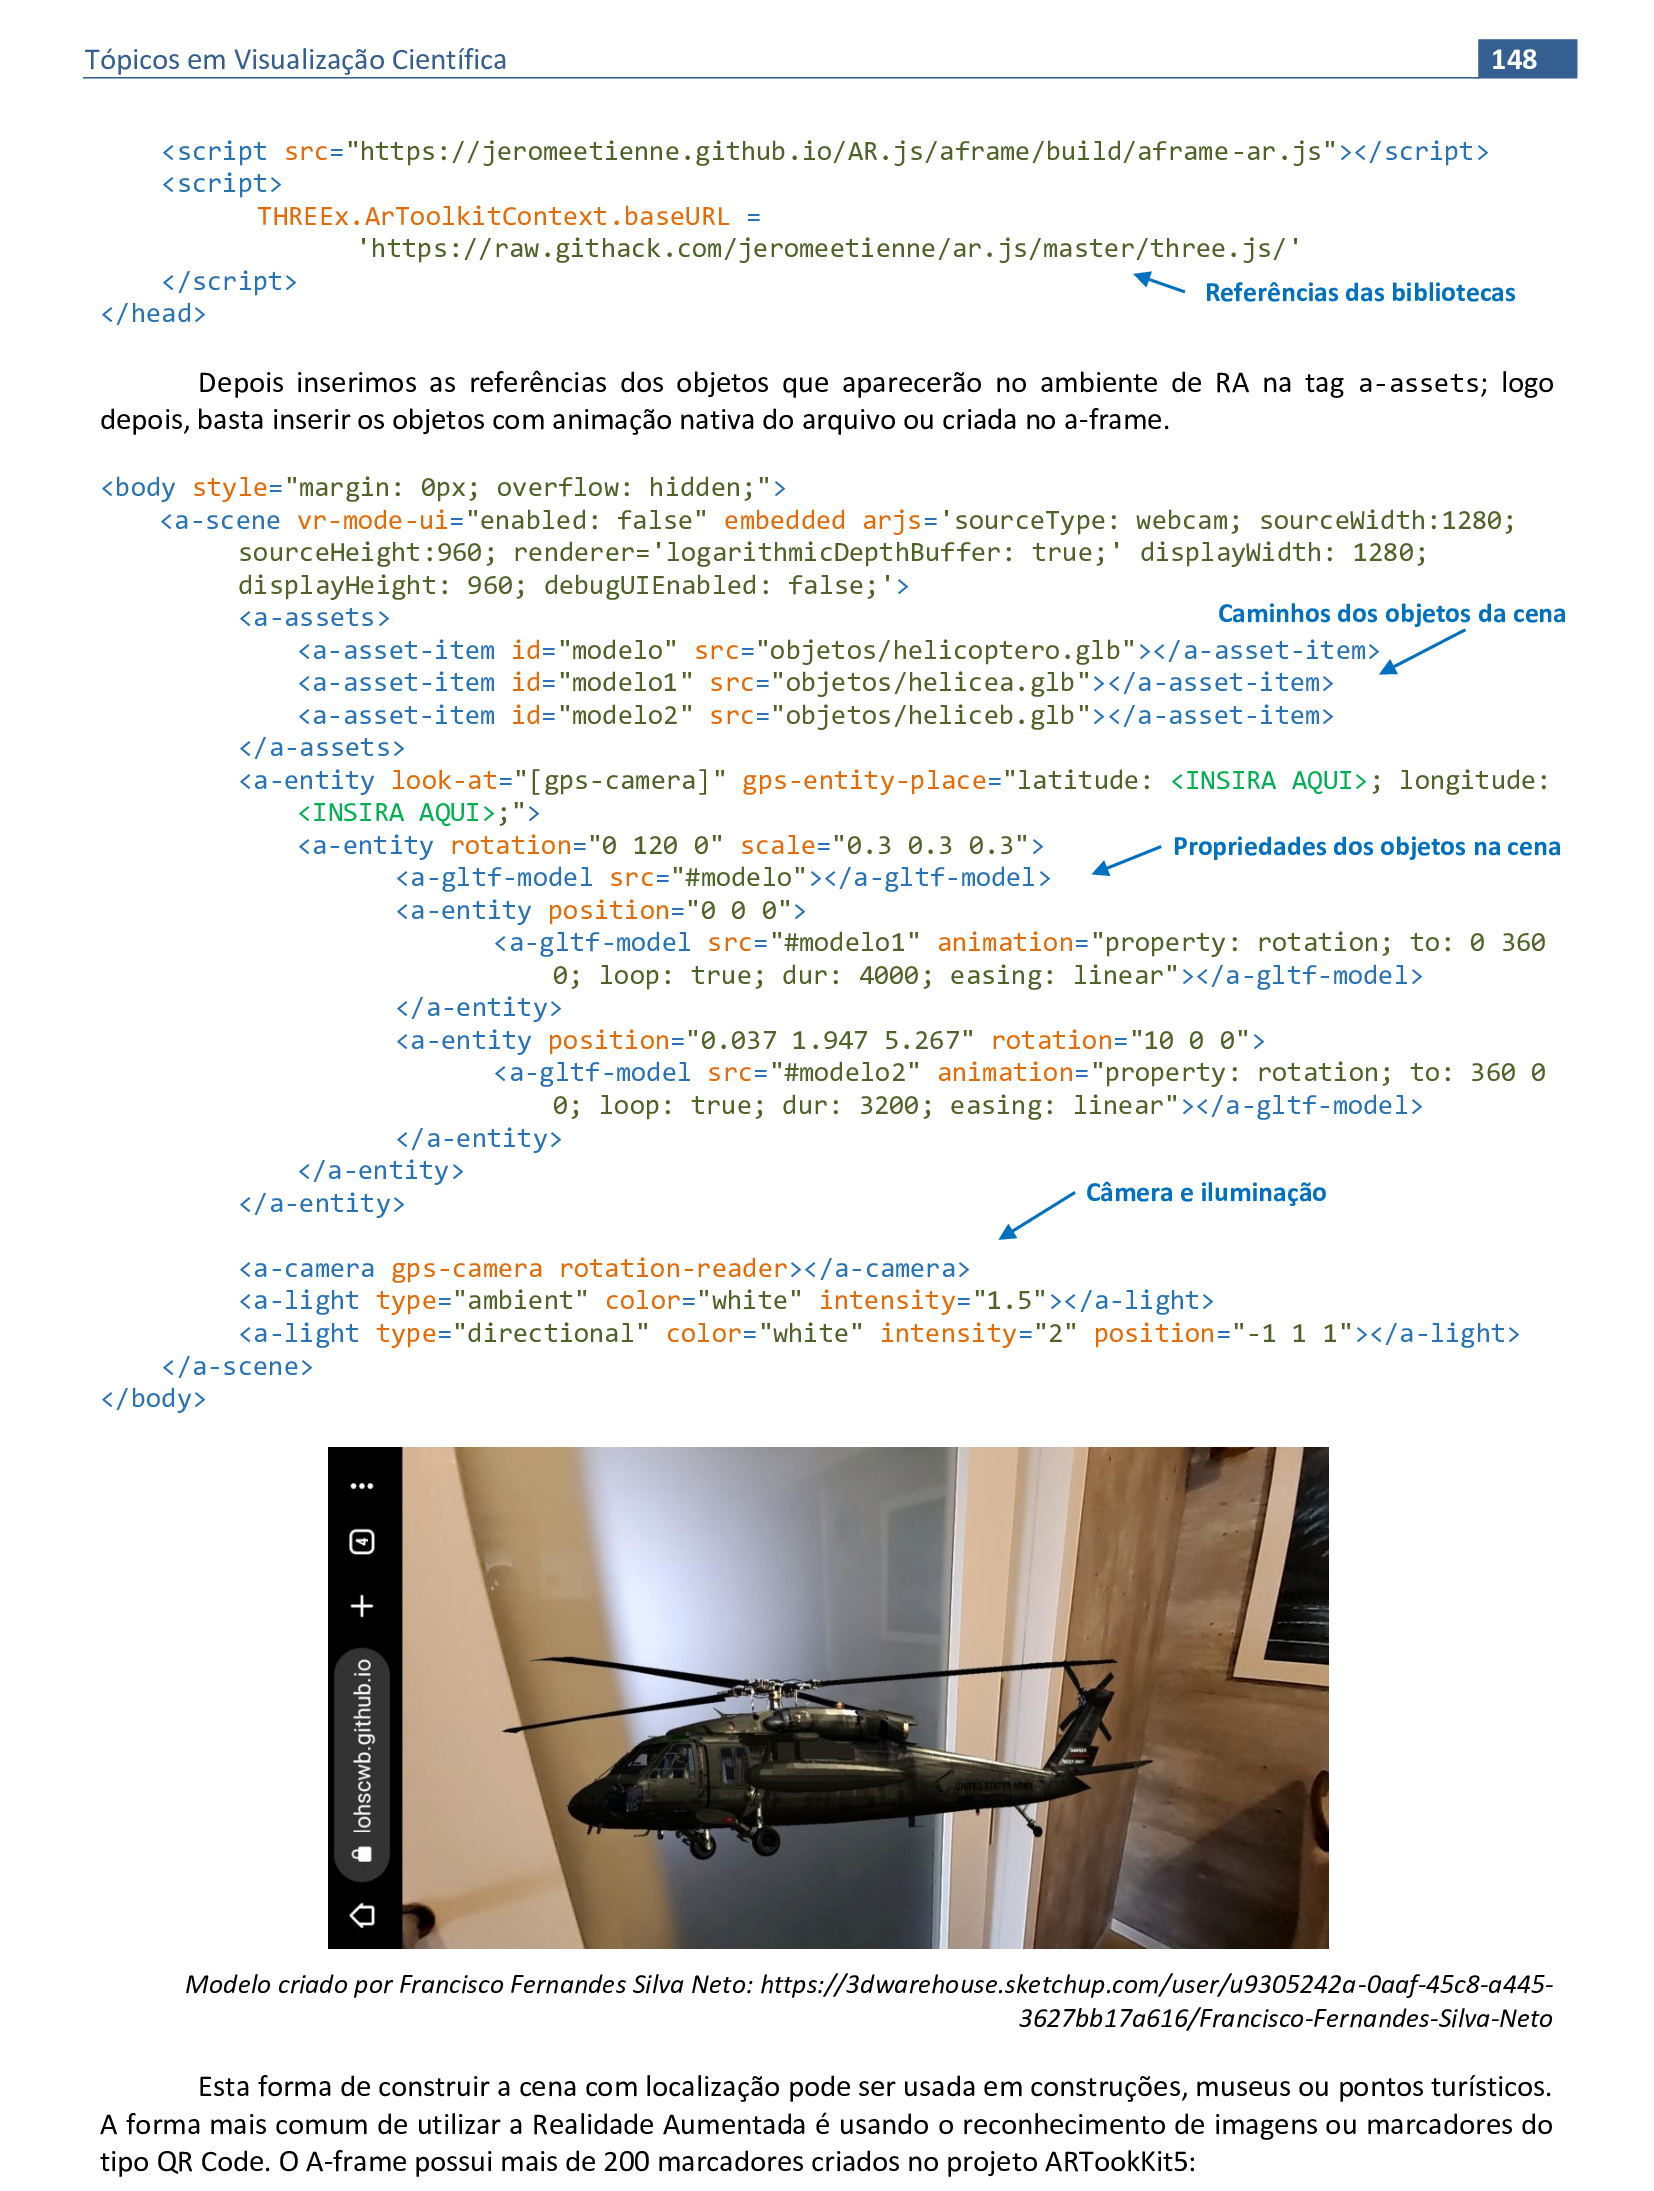 Tópicos em Visualização Científica 148
<script src="https://jeromeetienne.github.io/AR.js/aframe/build/aframe-ar.js"></script>
<script>
THREEx.ArToolkitContext.baseURL =
'https://raw.githack.com/jeromeetienne/ar.js/master/three.js/'
</script>
Referências das bibliotecas
</head>
Depois inserimos as referências dos objetos que aparecerão no ambiente de RA na tag a-assets; logo
depois, basta inserir os objetos com animação nativa do arquivo ou criada no a-frame.
<body style="margin: 0px; overflow: hidden;">
<a-scene vr-mode-ui="enabled: false" embedded arjs='sourceType: webcam; sourceWidth:1280;
sourceHeight:960; renderer='logarithmicDepthBuffer: true;' displayWidth: 1280;
displayHeight: 960; debugUIEnabled: false;'>
<a-assets>
Caminhos dos objetos da cena
<a-asset-item id="modelo" src="objetos/helicoptero.glb"></a-asset-item>
<a-asset-item id="modelo1" src="objetos/helicea.glb"></a-asset-item>
<a-asset-item id="modelo2" src="objetos/heliceb.glb"></a-asset-item>
</a-assets>
<a-entity look-at="[gps-camera]" gps-entity-place="latitude: <INSIRA AQUI>; longitude:
<INSIRA AQUI>;">
<a-entity rotation="0 120 0" scale="0.3 0.3 0.3">
Propriedades dos objetos na cena
<a-gltf-model src="#modelo"></a-gltf-model>
<a-entity position="0 0 0">
<a-gltf-model src="#modelo1" animation="property: rotation; to: 0 360
0; loop: true; dur: 4000; easing: linear"></a-gltf-model>
</a-entity>
<a-entity position="0.037 1.947 5.267" rotation="10 0 0">
<a-gltf-model src="#modelo2" animation="property: rotation; to: 360 0
0; loop: true; dur: 3200; easing: linear"></a-gltf-model>
</a-entity>
</a-entity>
</a-entity>
Câmera e iluminação
<a-camera gps-camera rotation-reader></a-camera>
<a-light type="ambient" color="white" intensity="1.5"></a-light>
<a-light type="directional" color="white" intensity="2" position="-1 1 1"></a-light>
</a-scene>
</body>
4
lohscwb.github.io
DANGER
KEEP AWAY
UNITED STATES ARMY
Modelo criado por Francisco Fernandes Silva Neto: https://3dwarehouse.sketchup.com/user/u9305242a-0aaf-45c8-a445-
3627bb17a616/Francisco-Fernandes-Silva-Neto
Esta forma de construir a cena com localização pode ser usada em construções, museus ou pontos turísticos.
A forma mais comum de utilizar a Realidade Aumentada é usando o reconhecimento de imagens ou marcadores do
tipo QR Code. O A-frame possui mais de 200 marcadores criados no projeto ARTookKit5: